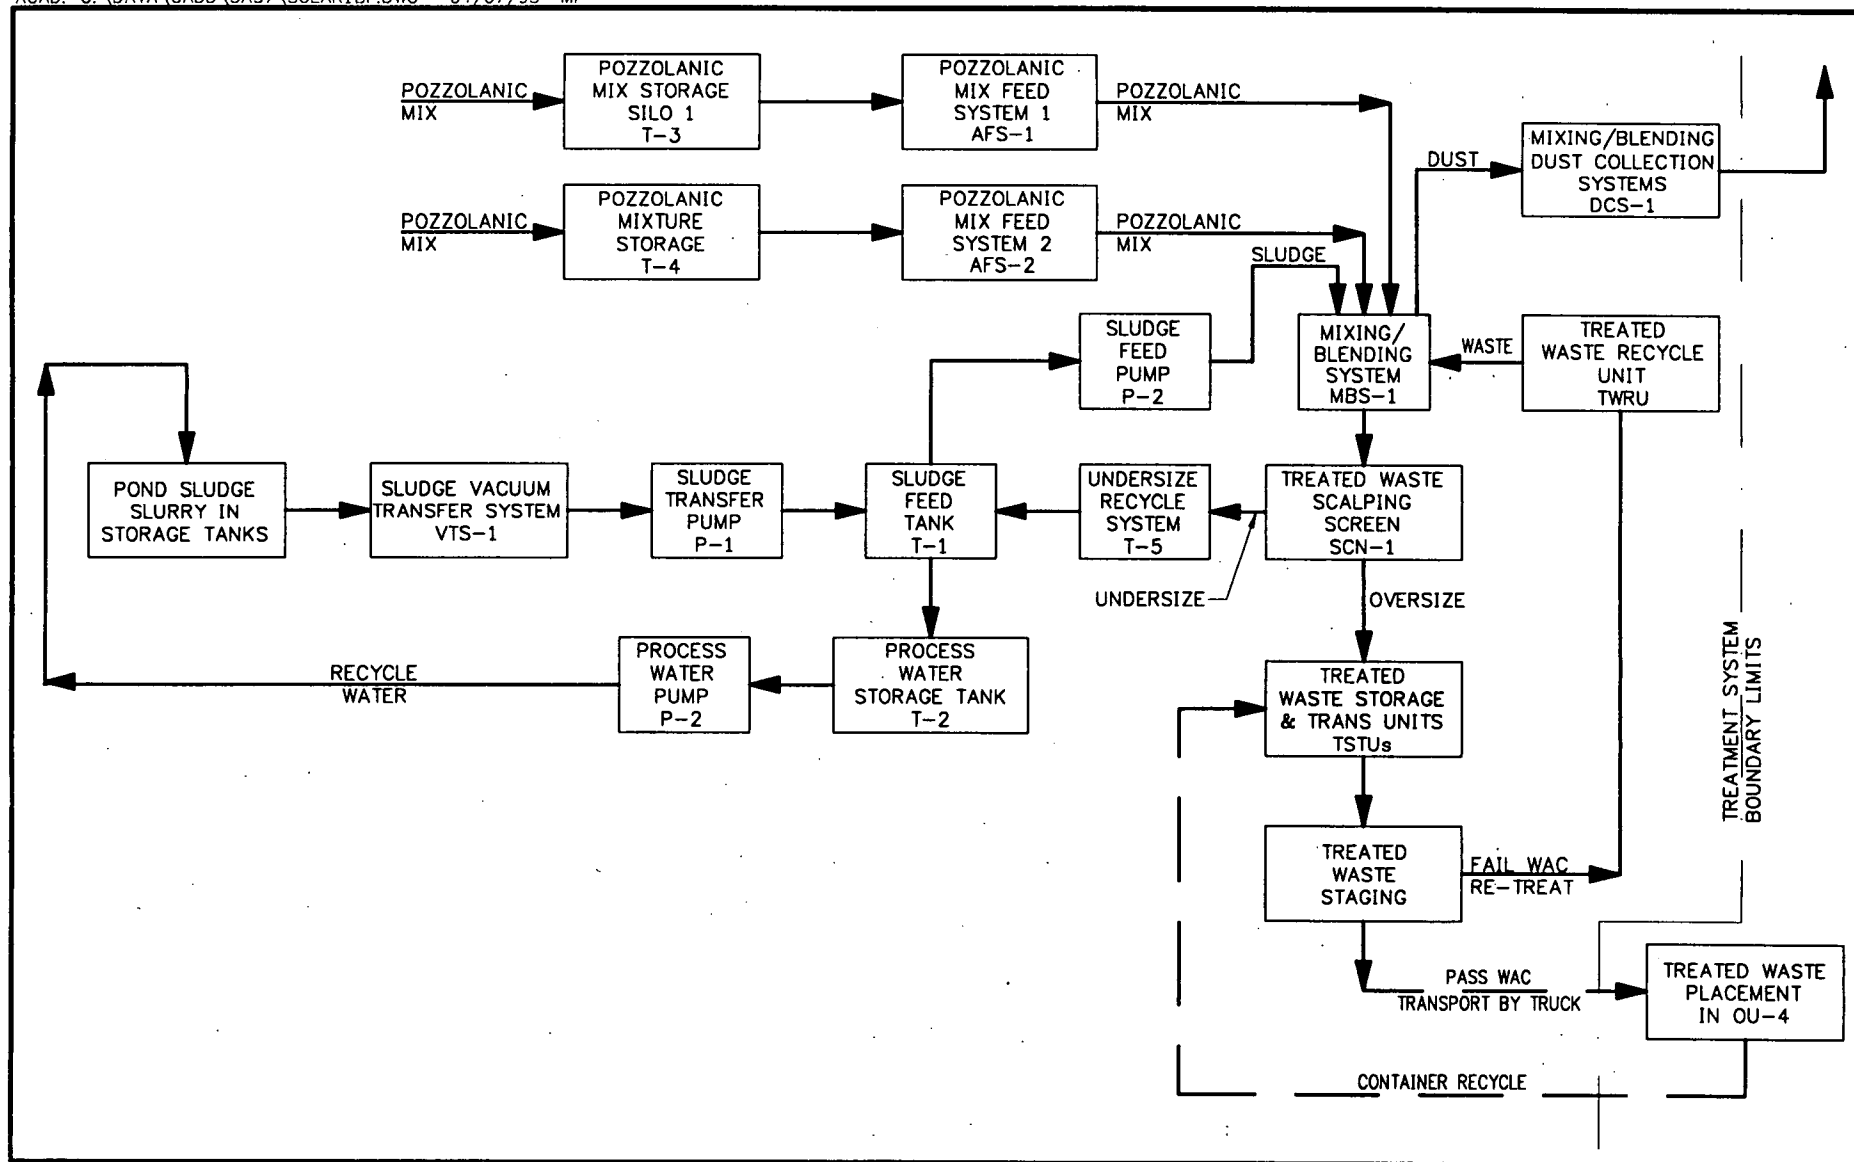 POZZOLANIC
MIX
POZZOLANIC
MIX STORAGE
SILO 1
T-3
POZZOLANIC
MIX FEED
SYSTEM 1
AFS-1
POZZOLANIC
MIX
MIXING/BLENDING
DUST COLLECTION
SYSTEMS
DCS-1
DUST
POZZOLANIC
MIX
POZZOLANIC
MIXTURE
STORAGE
T-4
POZZOLANIC
MIX FEED
SYSTEM 2
AFS-2
POZZOLANIC
MIX
SLUDGE
SLUDGE
FEED
PUMP
P-2
MIXING/
BLENDING
SYSTEM
MBS-1
WASTE
TREATED
WASTE RECYCLE
UNIT
TWRU
POND SLUDGE
SLURRY IN
STORAGE TANKS
SLUDGE VACUUM
TRANSFER SYSTEM
VTS-1
SLUDGE
TRANSFER
PUMP
P-1
SLUDGE
FEED
TANK
T-1
UNDERSIZE
RECYCLE
SYSTEM
T-5
TREATED WASTE
SCALPING
SCREEN
SCN-1
UNDERSIZE
OVERSIZE
RECYCLE
WATER
PROCESS
WATER
PUMP
P-2
PROCESS
WATER
STORAGE TANK
T-2
TREATED
WASTE STORAGE
& TRANS UNITS
TSTUs
TREATMENT SYSTEM
BOUNDARY LIMITS
TREATED
WASTE
STAGING
FAIL WAC
RE-TREAT
PASS WAC
TRANSPORT BY TRUCK
TREATED WASTE
PLACEMENT
IN OU-4
CONTAINER RECYCLE